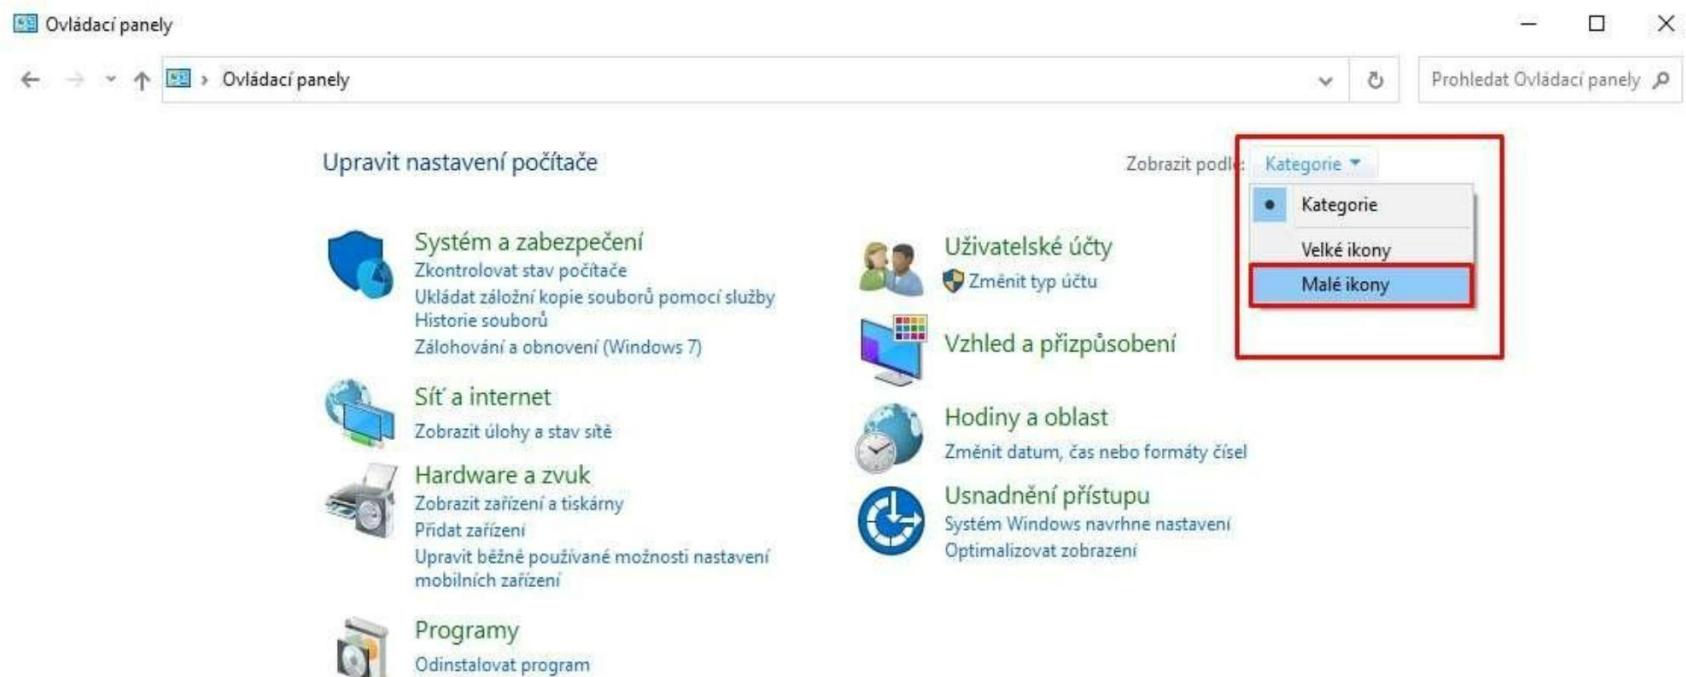 Ovládací panely
Ovládací panely
Prohledat Ovládací panely
Upravit nastavení počítače
Zobrazit podle: Kategorie
Kategorie
Velké ikony
Malé ikony
Systém a zabezpečení
Zkontrolovat stav počítače
Ukládat záložní kopie souborů pomocí služby
Historie souborů
Zálohování a obnovení (Windows 7)
Síť a internet
Zobrazit úlohy a stav sítě
Hardware a zvuk
Zobrazit zařízení a tiskárny
Přidat zařízení
Upravit běžně používané možnosti nastavení
mobilních zařízení
Programy
Odinstalovat program
Uživatelské účty
Změnit typ účtu
Vzhled a přizpůsobení
Hodiny a oblast
Změnit datum, čas nebo formáty čísel
Usnadnění přístupu
Systém Windows navrhne nastavení
Optimalizovat zobrazení